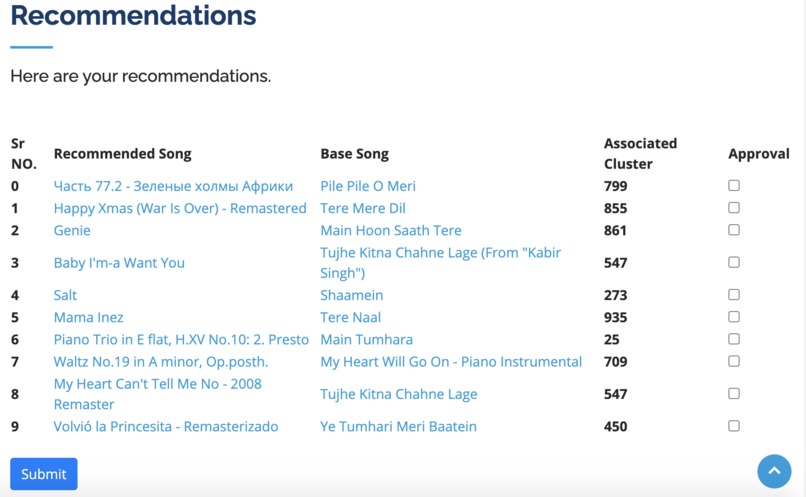 Recommendations
Here are your recommendations.
Sr NO. Recommended Song Base Song Associated Cluster Approval
0 Часть 77.2 - Зеленые холмы Африки Pile Pile O Meri 799
1 Happy Xmas (War Is Over) - Remastered Tere Mere Dil 855
2 Genie Main Hoon Saath Tere 861
3 Baby I'm-a Want You Tujhe Kitna Chahne Lage (From "Kabir Singh") 547
4 Salt Shaamein 273
5 Mama Inez Tere Naal 935
6 Piano Trio in E flat, H.XV No.10: 2. Presto Main Tumhara 25
7 Waltz No.19 in A minor, Op.posth. My Heart Will Go On - Piano Instrumental 709
8 My Heart Can't Tell Me No - 2008 Remaster Tujhe Kitna Chahne Lage 547
9 Volvió la Princesita - Remasterizado Ye Tumhari Meri Baatein 450
Submit